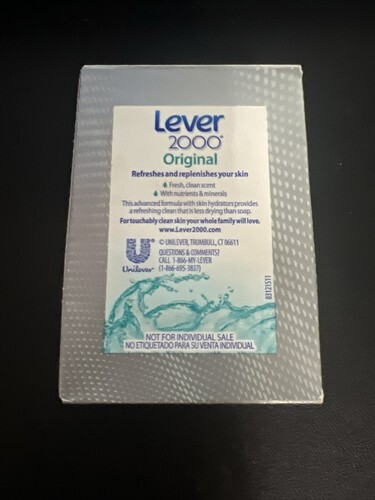 Lever
2000®
Original
Refreshes and replenishes your skin
Fresh, clean scent
With nutrients & minerals
This advanced formula with skin hydrators provides
a refreshing clean that is less drying than soap.
For touchably clean skin your whole family will love.
www.Lever2000.com
© UNILEVER, TRUMBULL, CT 06611
QUESTIONS & COMMENTS?
CALL 1-866-MY-LEVER
(1-866-695-3837)
Unilever
83121511
NOT FOR INDIVIDUAL SALE
NO ETIQUETADO PARA SU VENTA INDIVIDUAL